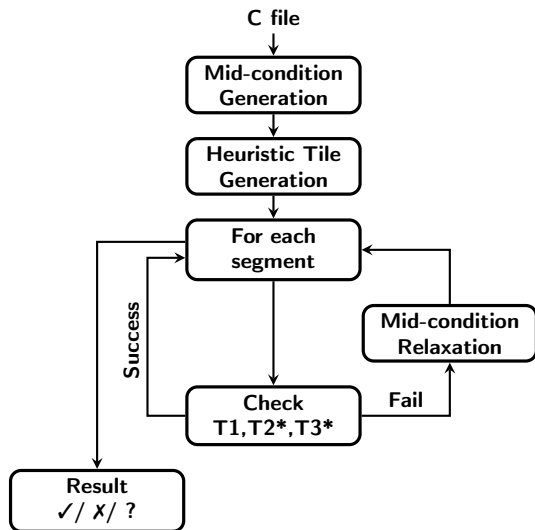 C file
Mid-condition
Generation
Heuristic Tile
Generation
For each
segment
Success
Mid-condition
Relaxation
Check
T1,T2*,T3*
Fail
Result
✓/ ✗/ ?